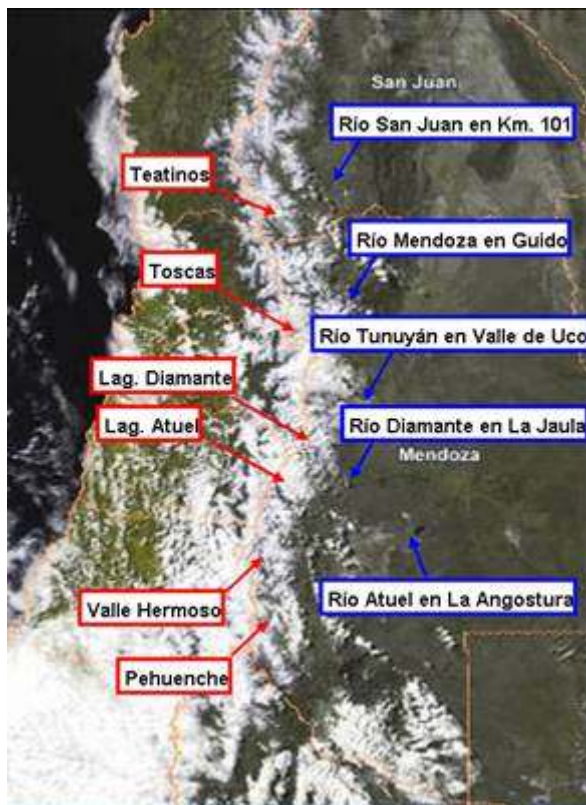 San Juan
Río San Juan en Km. 101
Teatinos
Río Mendoza en Guido
Toscas
Río Tunuyán en Valle de Uco
Lag. Diamante
Lag. Atuel
Río Diamante en La Jaula
Mendoza
Valle Hermoso
Río Atuel en La Angostura
Pehuenche